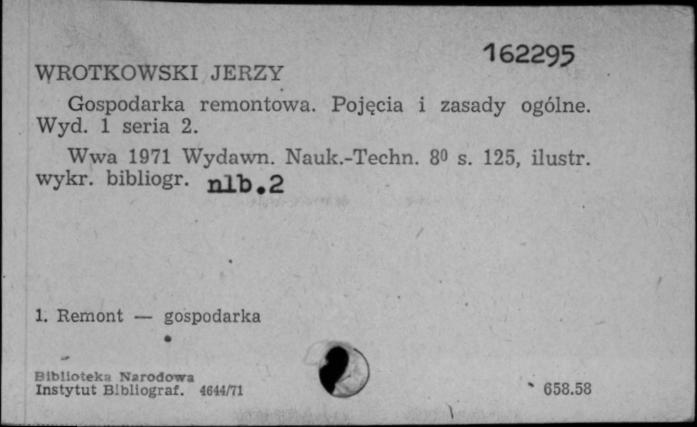 162295
WROTKOWSKI JERZY
Gospodarka remontowa. Pojęcia i zasady ogólne.
Wyd. 1 seria 2.
Wwa 1971 Wydawn. Nauk.-Techn. 8⁰ s. 125, ilustr.
wykr. bibliogr. nlb.2
1. Remont — gospodarka
Biblioteka Narodowa
Instytut Bibliograf. 4644/71
658.58